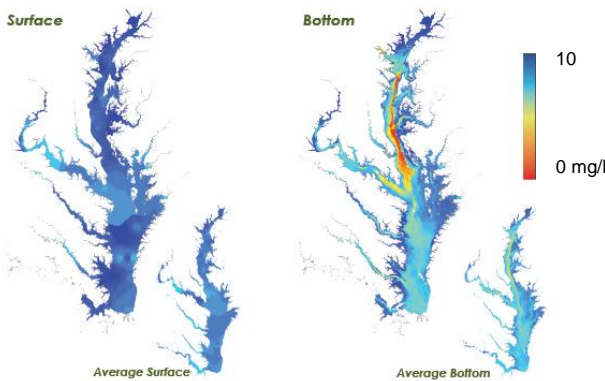 Surface
Bottom
10
0 mg/l
Average Surface
Average Bottom